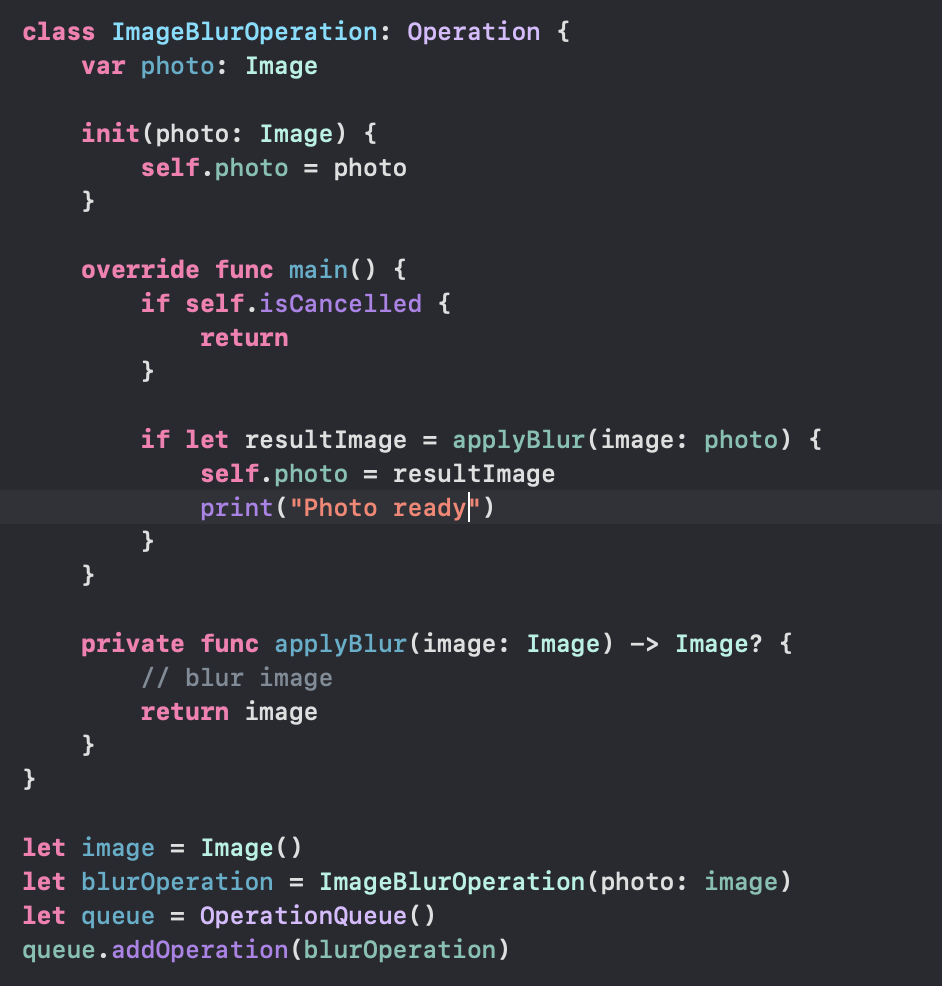 class ImageBlurOperation: Operation {
    var photo: Image

    init(photo: Image) {
        self.photo = photo
    }

    override func main() {
        if self.isCancelled {
            return
        }

        if let resultImage = applyBlur(image: photo) {
            self.photo = resultImage
            print("Photo ready")
        }
    }

    private func applyBlur(image: Image) -> Image? {
        // blur image
        return image
    }
}

let image = Image()
let blurOperation = ImageBlurOperation(photo: image)
let queue = OperationQueue()
queue.addOperation(blurOperation)